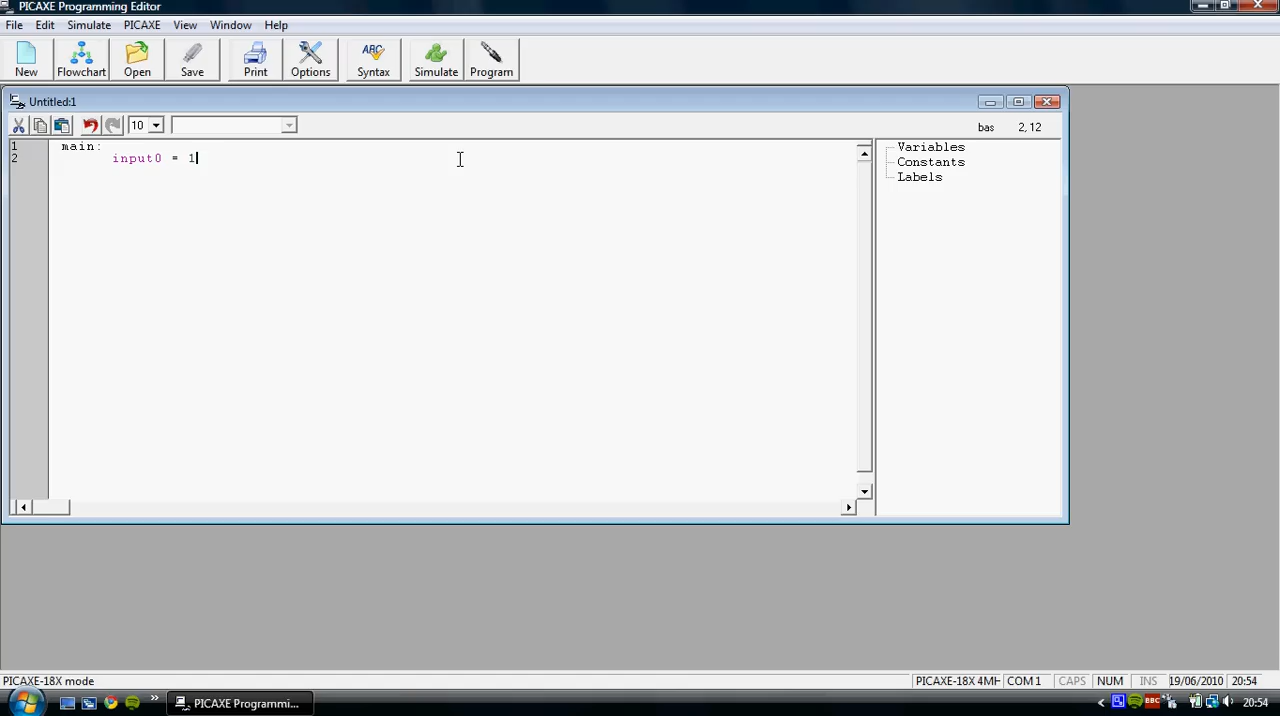 PICAXE Programming Editor
File Edit Simulate PICAXE View Window Help
New Flowchart Open Save Print Options ABC Syntax Simulate Program
Untitled:1
10 bas 2,12
1 main:
2 input0 = 1
Variables
Constants
Labels
PICAXE-18X mode PICAXE-18X 4MH COM 1 CAPS NUM INS 19/06/2010 20:54
PICAXE Programmi... BBC 20:54